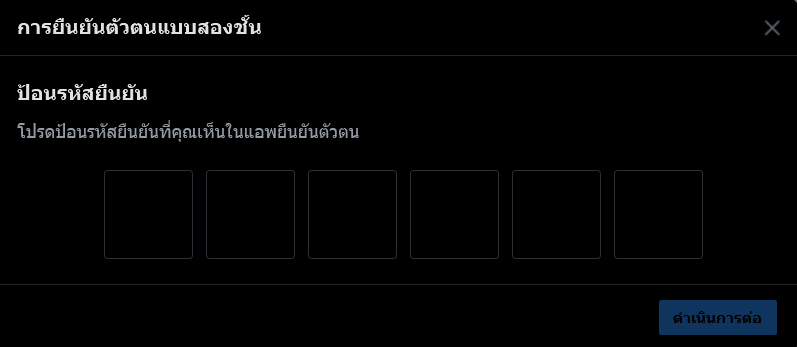 การยืนยันตัวตนแบบสองชั้น
ป้อนรหัสยืนยัน
โปรดป้อนรหัสยืนยันที่คุณเห็นในแอพยืนยันตัวตน
ดำเนินการต่อ